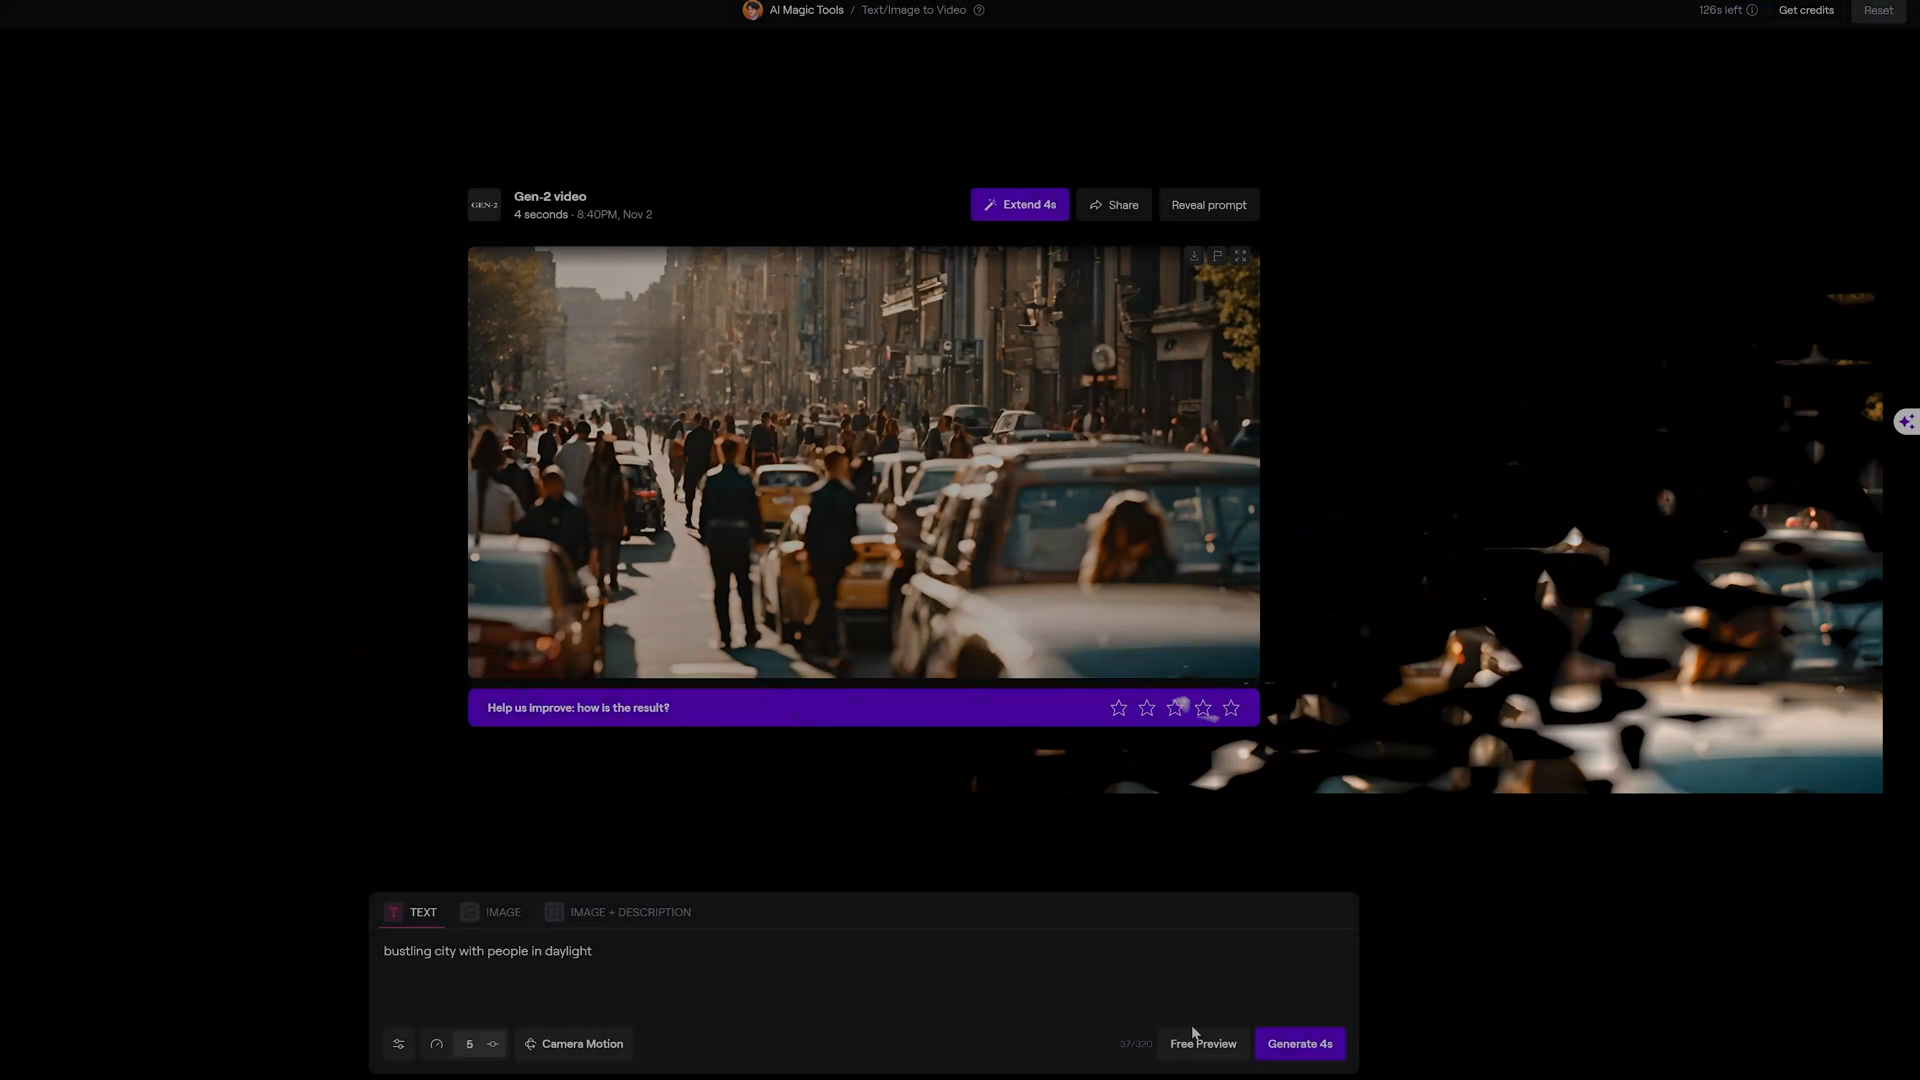 AI Magic Tools / Text/Image to Video
126s left
Get credits
Reset
GEN-2
Gen-2 video
4 seconds · 8:40PM, Nov 2
Extend 4s
Share
Reveal prompt
Help us improve: how is the result?
T TEXT
IMAGE
IMAGE + DESCRIPTION
bustling city with people in daylight
5
Camera Motion
37/320
Free Preview
Generate 4s